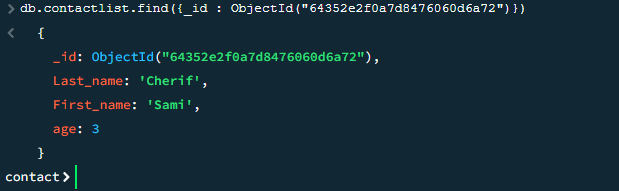 > db.contactlist.find({_id : ObjectId("64352e2f0a7d8476060d6a72")})
< {
_id: ObjectId("64352e2f0a7d8476060d6a72"),
Last_name: 'Cherif',
First_name: 'Sami',
age: 3
}
contact>